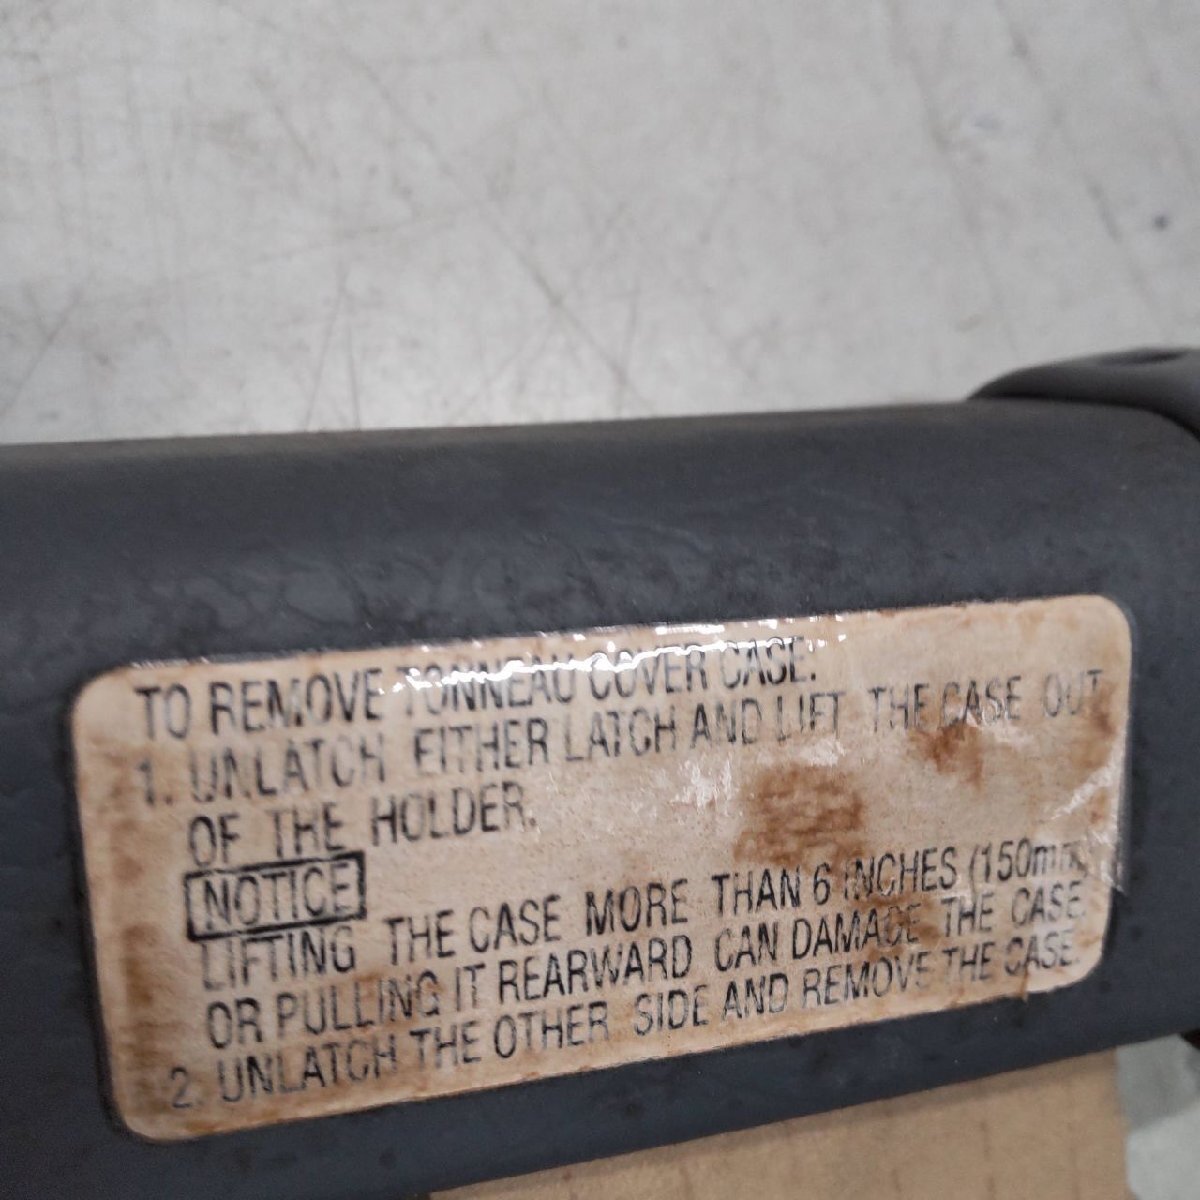 TO REMOVE TONNEAU COVER CASE.
1. UNLATCH EITHER LATCH AND LIFT THE CASE OUT
OF THE HOLDER.
NOTICE
LIFTING THE CASE MORE THAN 6 INCHES (150mm)
OR PULLING IT REARWARD CAN DAMAGE THE CASE.
2. UNLATCH THE OTHER SIDE AND REMOVE THE CASE.